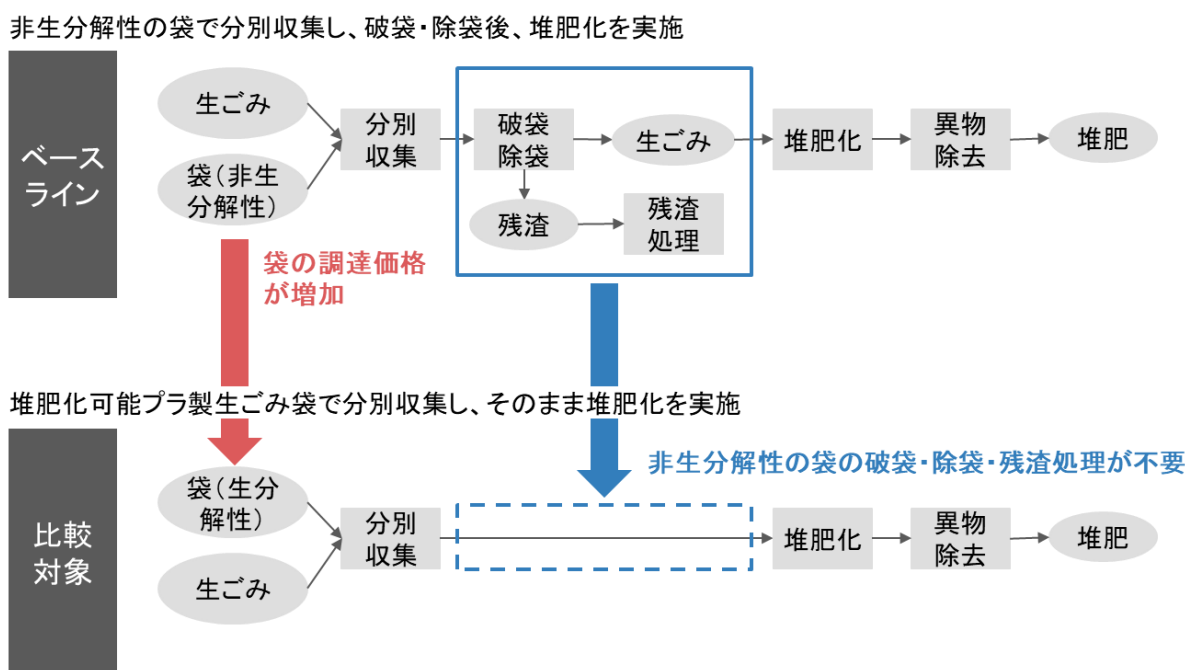 非生分解性の袋で分別収集し、破袋・除袋後、堆肥化を実施
ベース
ライン
生ごみ
袋（非生
分解性）
分別
収集
破袋
除袋
生ごみ
残渣
残渣
処理
堆肥化
異物
除去
堆肥
袋の調達価格
が増加
堆肥化可能プラ製生ごみ袋で分別収集し、そのまま堆肥化を実施
非生分解性の袋の破袋・除袋・残渣処理が不要
比較
対象
袋（生分
解性）
生ごみ
分別
収集
堆肥化
異物
除去
堆肥